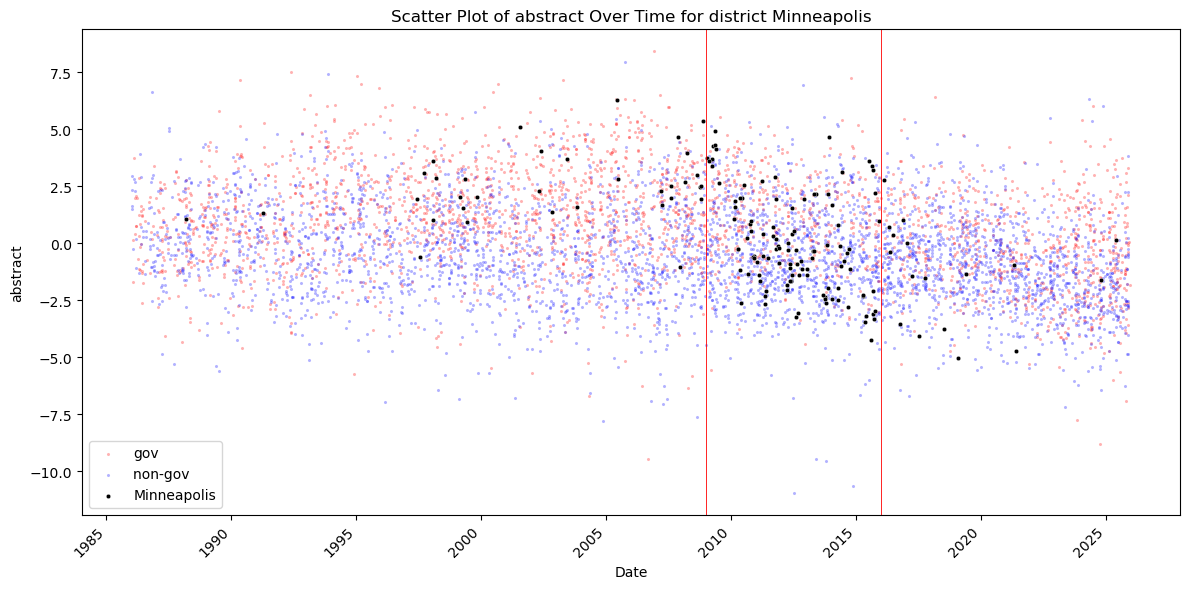 Scatter Plot of abstract Over Time for district Minneapolis
abstract
7.5
5.0
2.5
0.0
−2.5
−5.0
−7.5
−10.0
gov
non-gov
Minneapolis
1985
1990
1995
2000
2005
2010
2015
2020
2025
Date